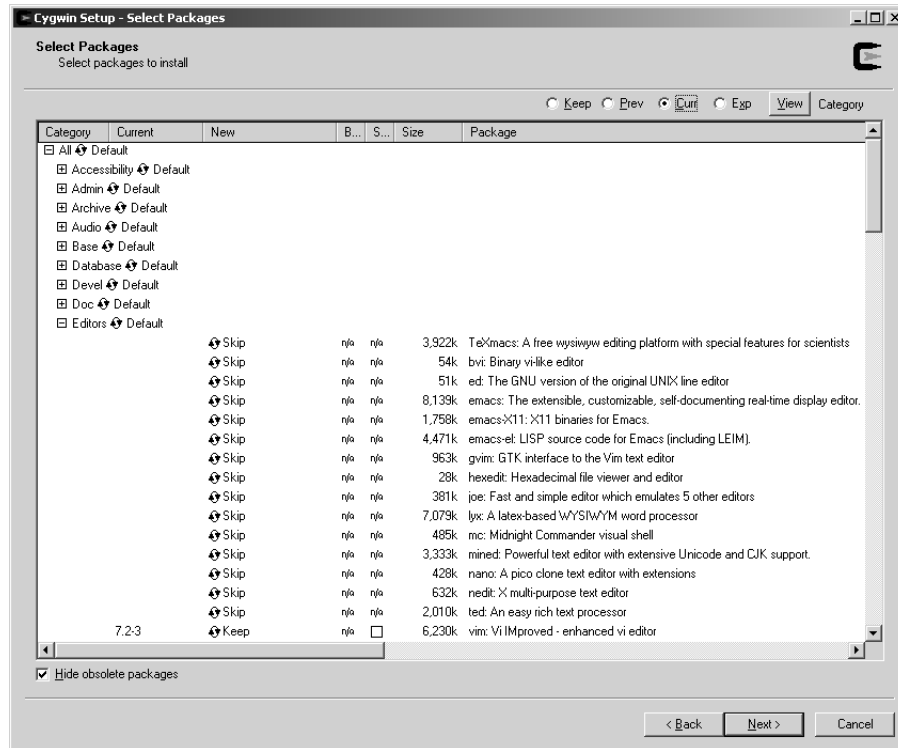 Cygwin Setup - Select Packages
Select Packages
Select packages to install
Keep Prev Curr Exp View Category
Category Current New B... S... Size Package
All Default
Accessibility Default
Admin Default
Archive Default
Audio Default
Base Default
Database Default
Devel Default
Doc Default
Editors Default
Skip n/a n/a 3,922k TeXmacs: A free wysiwyw editing platform with special features for scientists
Skip n/a n/a 54k bvi: Binary vi-like editor
Skip n/a n/a 51k ed: The GNU version of the original UNIX line editor
Skip n/a n/a 8,139k emacs: The extensible, customizable, self-documenting real-time display editor.
Skip n/a n/a 1,758k emacs-X11: X11 binaries for Emacs.
Skip n/a n/a 4,471k emacs-el: LISP source code for Emacs (including LEIM).
Skip n/a n/a 963k gvim: GTK interface to the Vim text editor
Skip n/a n/a 28k hexedit: Hexadecimal file viewer and editor
Skip n/a n/a 381k joe: Fast and simple editor which emulates 5 other editors
Skip n/a n/a 7,079k lyx: A latex-based WYSIWYM word processor
Skip n/a n/a 485k mc: Midnight Commander visual shell
Skip n/a n/a 3,333k mined: Powerful text editor with extensive Unicode and CJK support.
Skip n/a n/a 428k nano: A pico clone text editor with extensions
Skip n/a n/a 632k nedit: X multi-purpose text editor
Skip n/a n/a 2,010k ted: An easy rich text processor
7.2-3 Keep n/a 6,230k vim: Vi IMproved - enhanced vi editor
Hide obsolete packages
< Back Next > Cancel